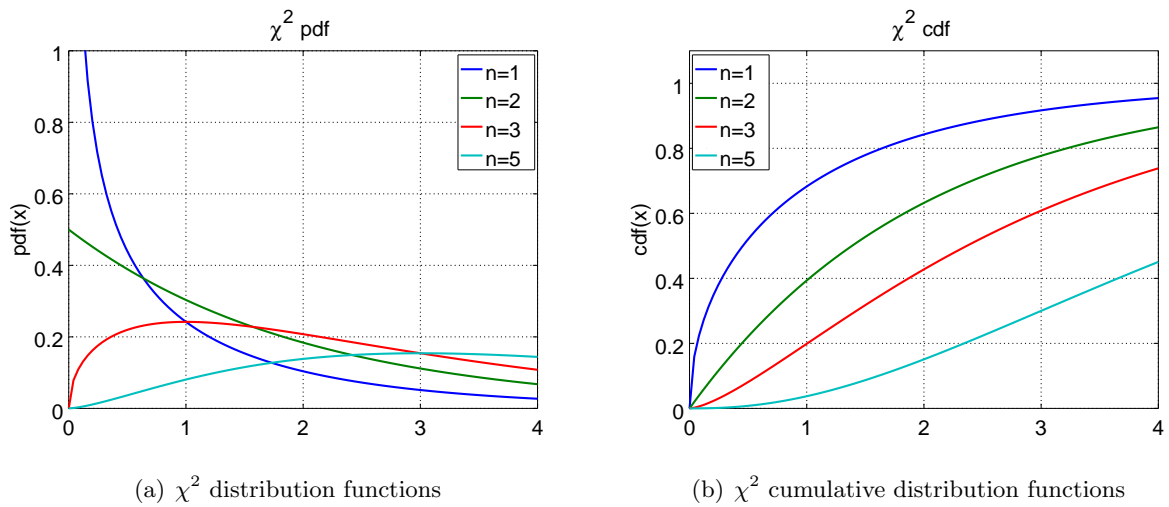 χ² pdf
1
0.8
0.6
0.4
0.2
0
pdf(x)
0 1 2 3 4
n=1
n=2
n=3
n=5
(a) χ² distribution functions
χ² cdf
1
0.8
0.6
0.4
0.2
0
cdf(x)
0 1 2 3 4
n=1
n=2
n=3
n=5
(b) χ² cumulative distribution functions